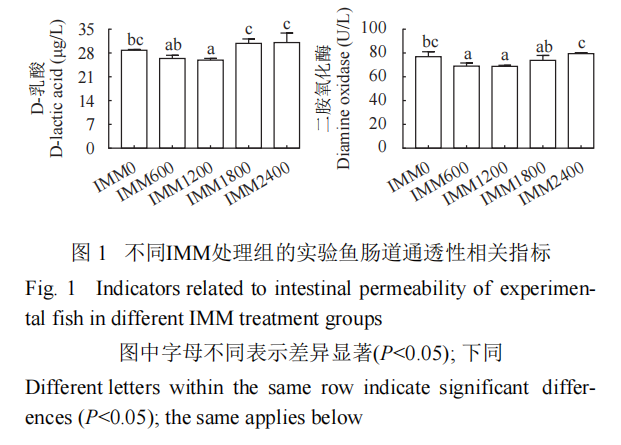 D-乳酸
D-lactic acid (μg/L)
35
28
21
14
7
0
bc
ab
a
c
c
IMM0
IMM600
IMM1200
IMM1800
IMM2400
二胺氧化酶
Diamine oxidase (U/L)
100
80
60
40
20
0
bc
a
a
ab
c
IMM0
IMM600
IMM1200
IMM1800
IMM2400
图 1 不同IMM处理组的实验鱼肠道通透性相关指标
Fig. 1 Indicators related to intestinal permeability of experimen-
tal fish in different IMM treatment groups
图中字母不同表示差异显著(P<0.05); 下同
Different letters within the same row indicate significant differ-
ences (P<0.05); the same applies below